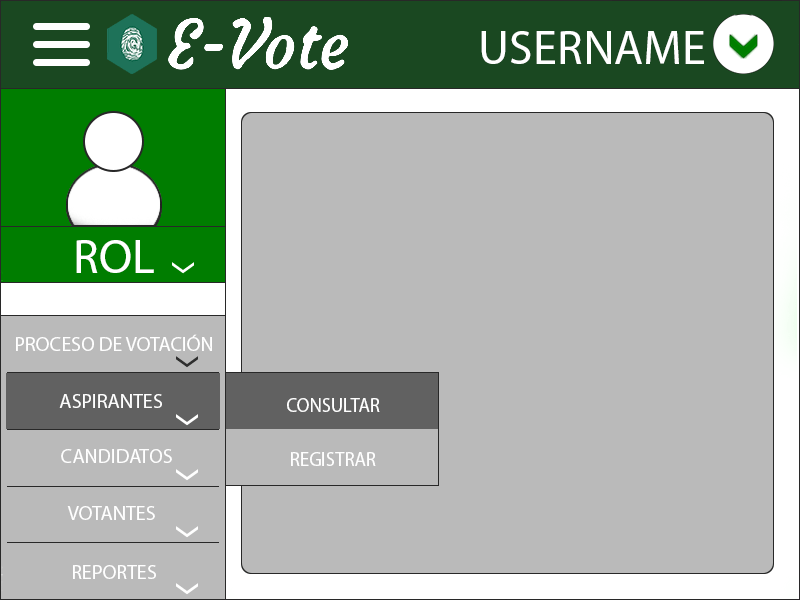 E-Vote
USERNAME
ROL
PROCESO DE VOTACIÓN
ASPIRANTES
CONSULTAR
CANDIDATOS
REGISTRAR
VOTANTES
REPORTES